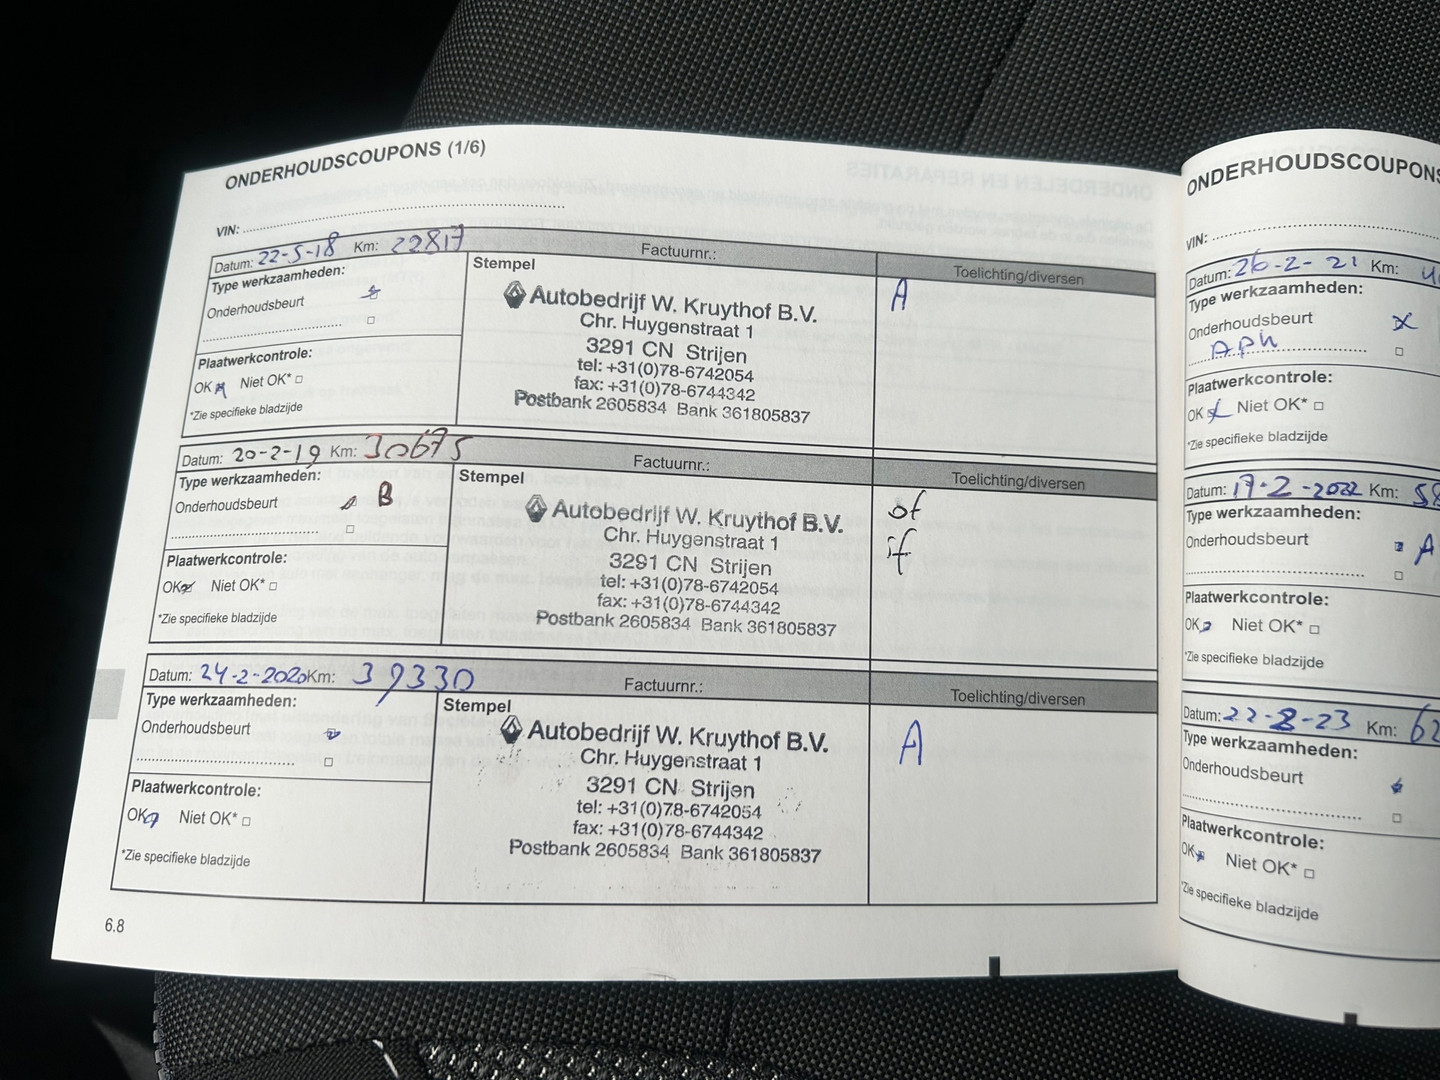 ONDERHOUDSCOUPONS (1/6)
VIN:
Datum: 22-5-18 Km: 22817 Factuurnr.: Toelichting/diversen
Type werkzaamheden:
Onderhoudsbeurt
Plaatwerkcontrole:
OK Niet OK*
*Zie specifieke bladzijde
Stempel
Autobedrijf W. Kruythof B.V.
Chr. Huygenstraat 1
3291 CN Strijen
tel: +31(0)78-6742054
fax: +31(0)78-6744342
Postbank 2605834 Bank 361805837
A
Datum: 20-2-19 Km: 30675 Factuurnr.: Toelichting/diversen
Type werkzaamheden:
Onderhoudsbeurt B
Plaatwerkcontrole:
OK Niet OK*
*Zie specifieke bladzijde
Stempel
Autobedrijf W. Kruythof B.V.
Chr. Huygenstraat 1
3291 CN Strijen
tel: +31(0)78-6742054
fax: +31(0)78-6744342
Postbank 2605834 Bank 361805837
of
if
Datum: 24-2-2020 Km: 39330 Factuurnr.: Toelichting/diversen
Type werkzaamheden:
Onderhoudsbeurt
Plaatwerkcontrole:
OK Niet OK*
*Zie specifieke bladzijde
Stempel
Autobedrijf W. Kruythof B.V.
Chr. Huygenstraat 1
3291 CN Strijen
tel: +31(0)78-6742054
fax: +31(0)78-6744342
Postbank 2605834 Bank 361805837
A
6.8
ONDERHOUDSCOUPONS
VIN:
Datum: 26-2-21 Km:
Type werkzaamheden:
Onderhoudsbeurt
APK
Plaatwerkcontrole:
OK Niet OK*
*Zie specifieke bladzijde
Datum: 17-2-2022 Km: 58
Type werkzaamheden:
Onderhoudsbeurt A
Plaatwerkcontrole:
OK Niet OK*
*Zie specifieke bladzijde
Datum: 22-2-23 Km: 62
Type werkzaamheden:
Onderhoudsbeurt
Plaatwerkcontrole:
OK Niet OK*
*Zie specifieke bladzijde